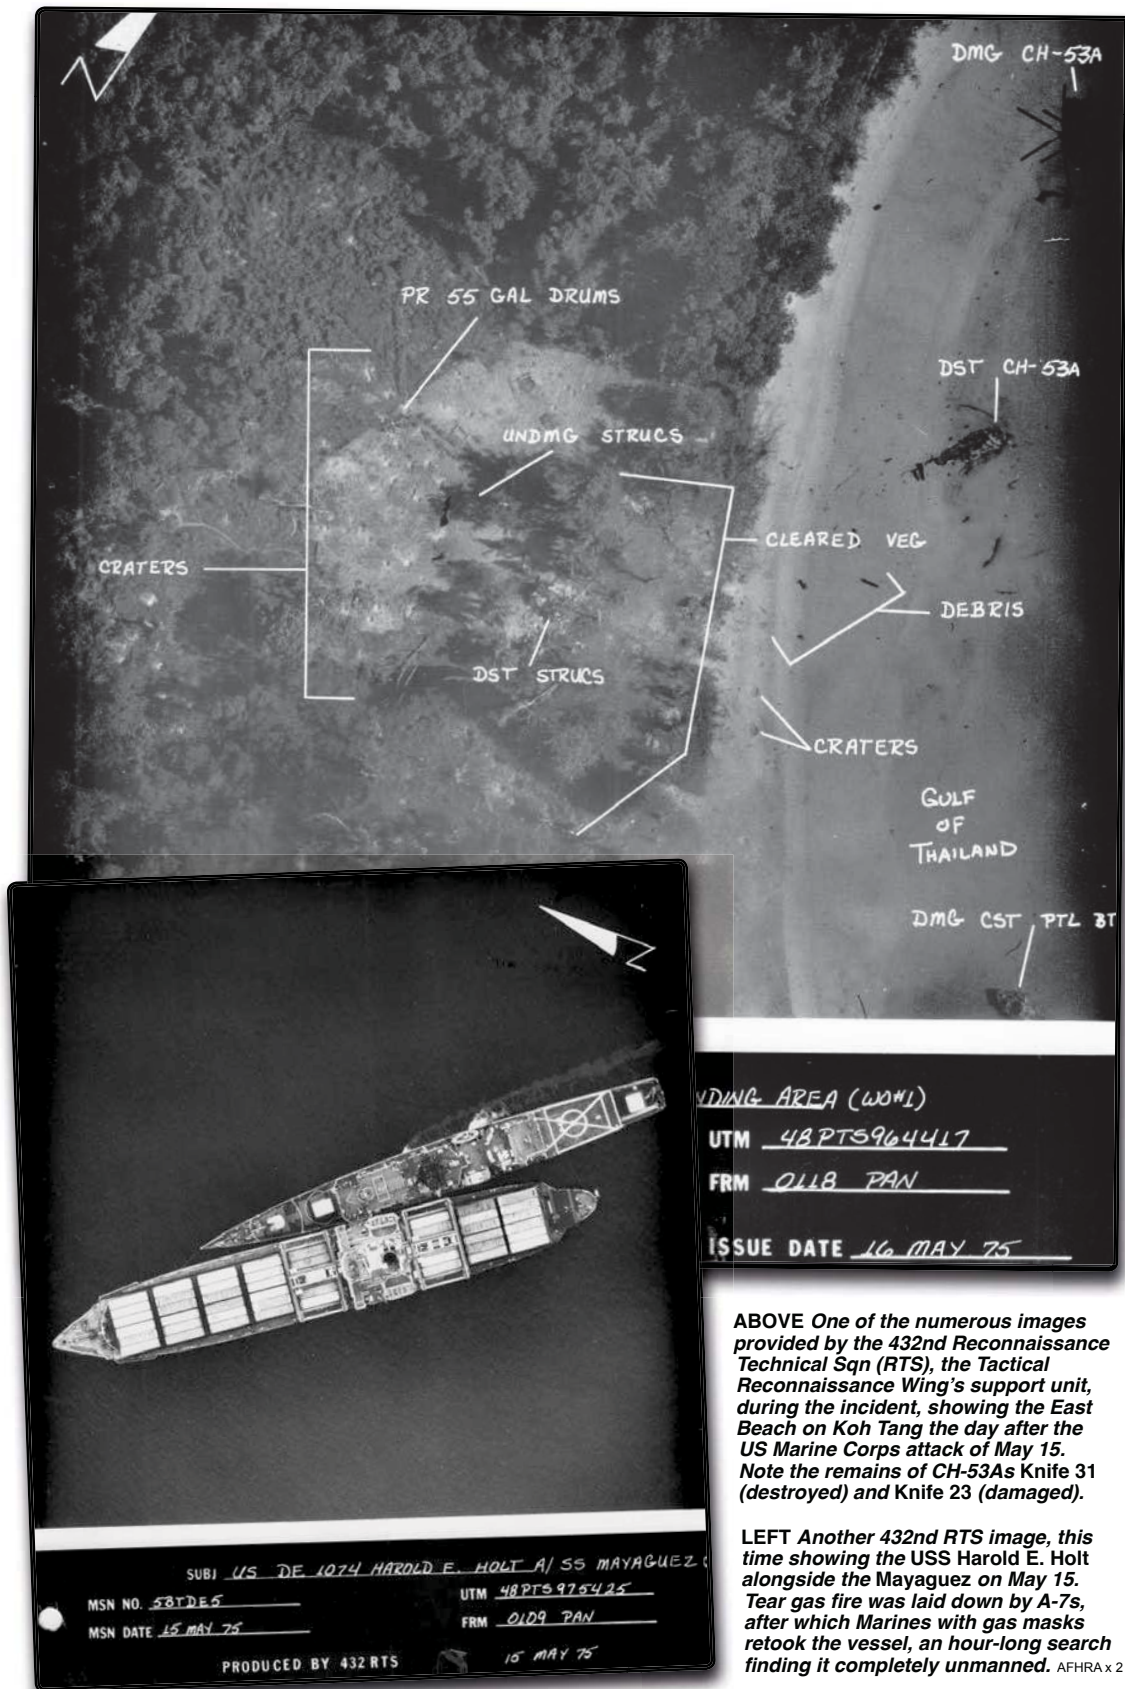 DMG CH-53A
PR 55 GAL DRUMS
DST CH-53A
UNDMG STRUCS
CLEARED VEG
CRATERS
DEBRIS
DST STRUCS
CRATERS
GULF
OF
THAILAND
DMG CST PTL BT
NDING AREA (WO#1)
UTM 48PTS964417
FRM 0118 PAN
ISSUE DATE 16 MAY 75
SUBJ US DE 1074 HAROLD E. HOLT A/ SS MAYAGUEZ
MSN NO. 58TDE5
UTM 48PTS975425
MSN DATE 15 MAY 75
FRM 0109 PAN
PRODUCED BY 432 RTS
15 MAY 75
ABOVE One of the numerous images
provided by the 432nd Reconnaissance
Technical Sqn (RTS), the Tactical
Reconnaissance Wing's support unit,
during the incident, showing the East
Beach on Koh Tang the day after the
US Marine Corps attack of May 15.
Note the remains of CH-53As Knife 31
(destroyed) and Knife 23 (damaged).
LEFT Another 432nd RTS image, this
time showing the USS Harold E. Holt
alongside the Mayaguez on May 15.
Tear gas fire was laid down by A-7s,
after which Marines with gas masks
retook the vessel, an hour-long search
finding it completely unmanned. AFHRA x 2